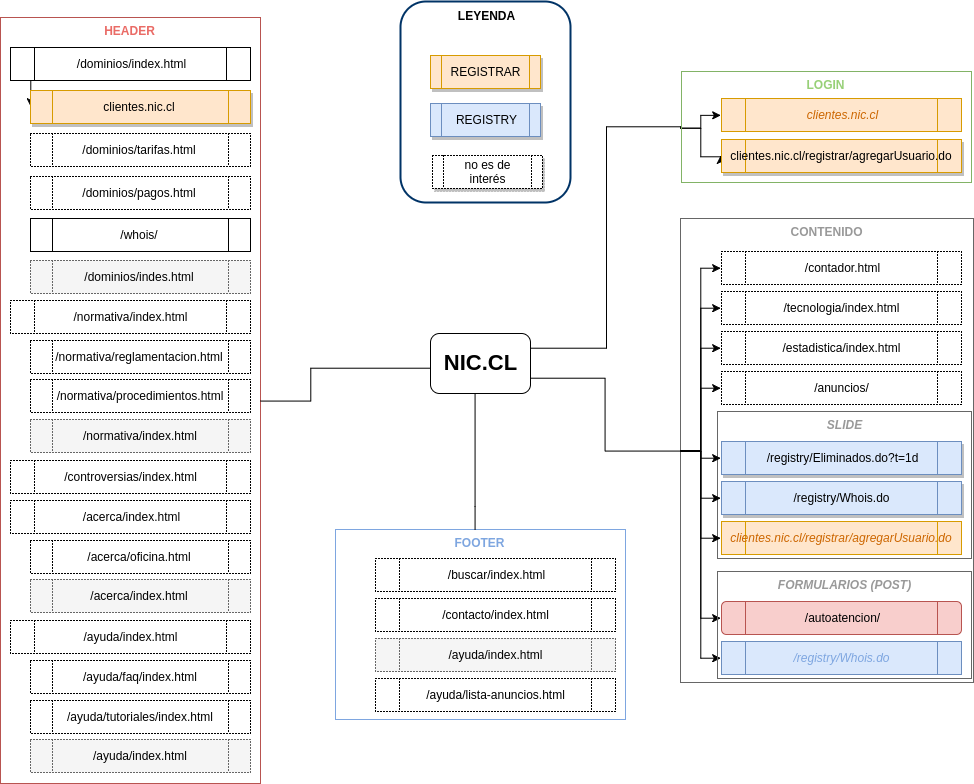 HEADER
/dominios/index.html
clientes.nic.cl
/dominios/tarifas.html
/dominios/pagos.html
/whois/
/dominios/indes.html
/normativa/index.html
/normativa/reglamentacion.html
/normativa/procedimientos.html
/normativa/index.html
/controversias/index.html
/acerca/index.html
/acerca/oficina.html
/acerca/index.html
/ayuda/index.html
/ayuda/faq/index.html
/ayuda/tutoriales/index.html
/ayuda/index.html
LEYENDA
REGISTRAR
REGISTRY
no es de
interés
NIC.CL
FOOTER
/buscar/index.html
/contacto/index.html
/ayuda/index.html
/ayuda/lista-anuncios.html
LOGIN
clientes.nic.cl
clientes.nic.cl/registrar/agregarUsuario.do
CONTENIDO
/contador.html
/tecnologia/index.html
/estadistica/index.html
/anuncios/
SLIDE
/registry/Eliminados.do?t=1d
/registry/Whois.do
clientes.nic.cl/registrar/agregarUsuario.do
FORMULARIOS (POST)
/autoatencion/
/registry/Whois.do